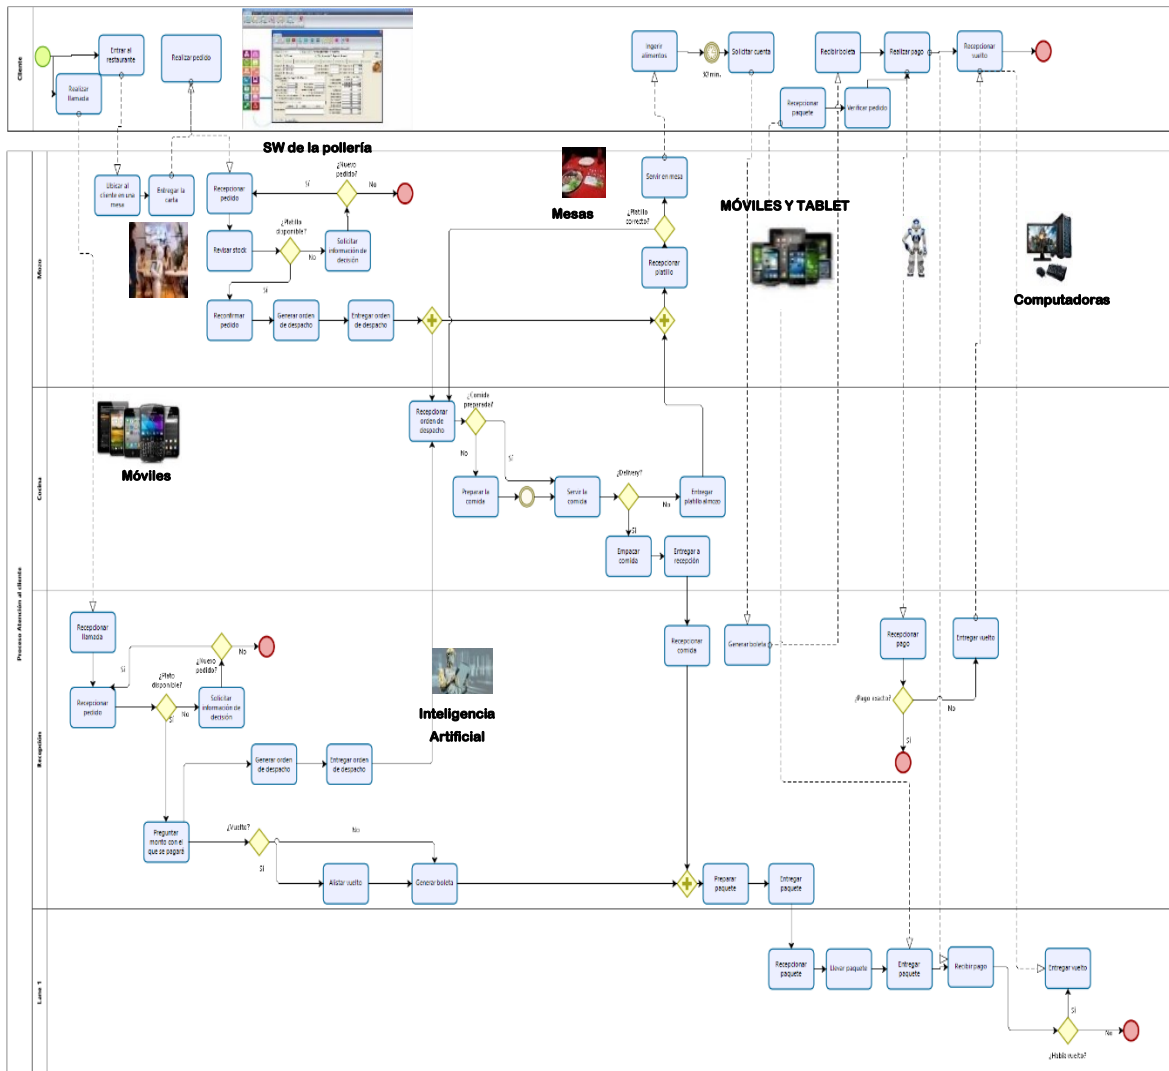 Cliente
Entrar al
restaurante
Realizar
llamada
Realizar pedido
SW de la pollería
Ingerir
alimentos
30 min.
Solicitar cuenta
Recibir boleta
Realizar pago
Recepcionar
vuelto
Recepcionar
paquete
Verificar pedido
Proceso Atención al cliente
Mozo
Ubicar al
cliente en una
mesa
Entregar la
carta
Recepcionar
pedido
Sí
¿Nuevo
pedido?
No
Revisar stock
¿Platillo
disponible?
No
Solicitar
información de
decisión
Sí
Reconfirmar
pedido
Generar orden
de despacho
Entregar orden
de despacho
Mesas
Servir en mesa
¿Platillo
correcto?
Recepcionar
platillo
MÓVILES Y TABLET
Computadoras
Cocina
Móviles
Recepcionar
orden de
despacho
¿Comida
preparada?
No
Sí
Preparar la
comida
Servir la
comida
¿Delivery?
No
Entregar
platillo al mozo
Sí
Empacar
comida
Entregar a
recepción
Recepción
Recepcionar
llamada
Sí
¿Nuevo
pedido?
No
Recepcionar
pedido
¿Plato
disponible?
Sí
No
Solicitar
información de
decisión
Inteligencia
Artificial
Recepcionar
comida
Generar boleta
Recepcionar
pago
Entregar vuelto
¿Pago exacto?
No
Sí
Generar orden
de despacho
Entregar orden
de despacho
Preguntar
monto con el
que se pagará
¿Vuelto?
No
Sí
Alistar vuelto
Generar boleta
Preparar
paquete
Entregar
paquete
Lane 1
Recepcionar
paquete
Llevar paquete
Entregar
paquete
Recibir pago
Entregar vuelto
Sí
No
¿Había vuelto?